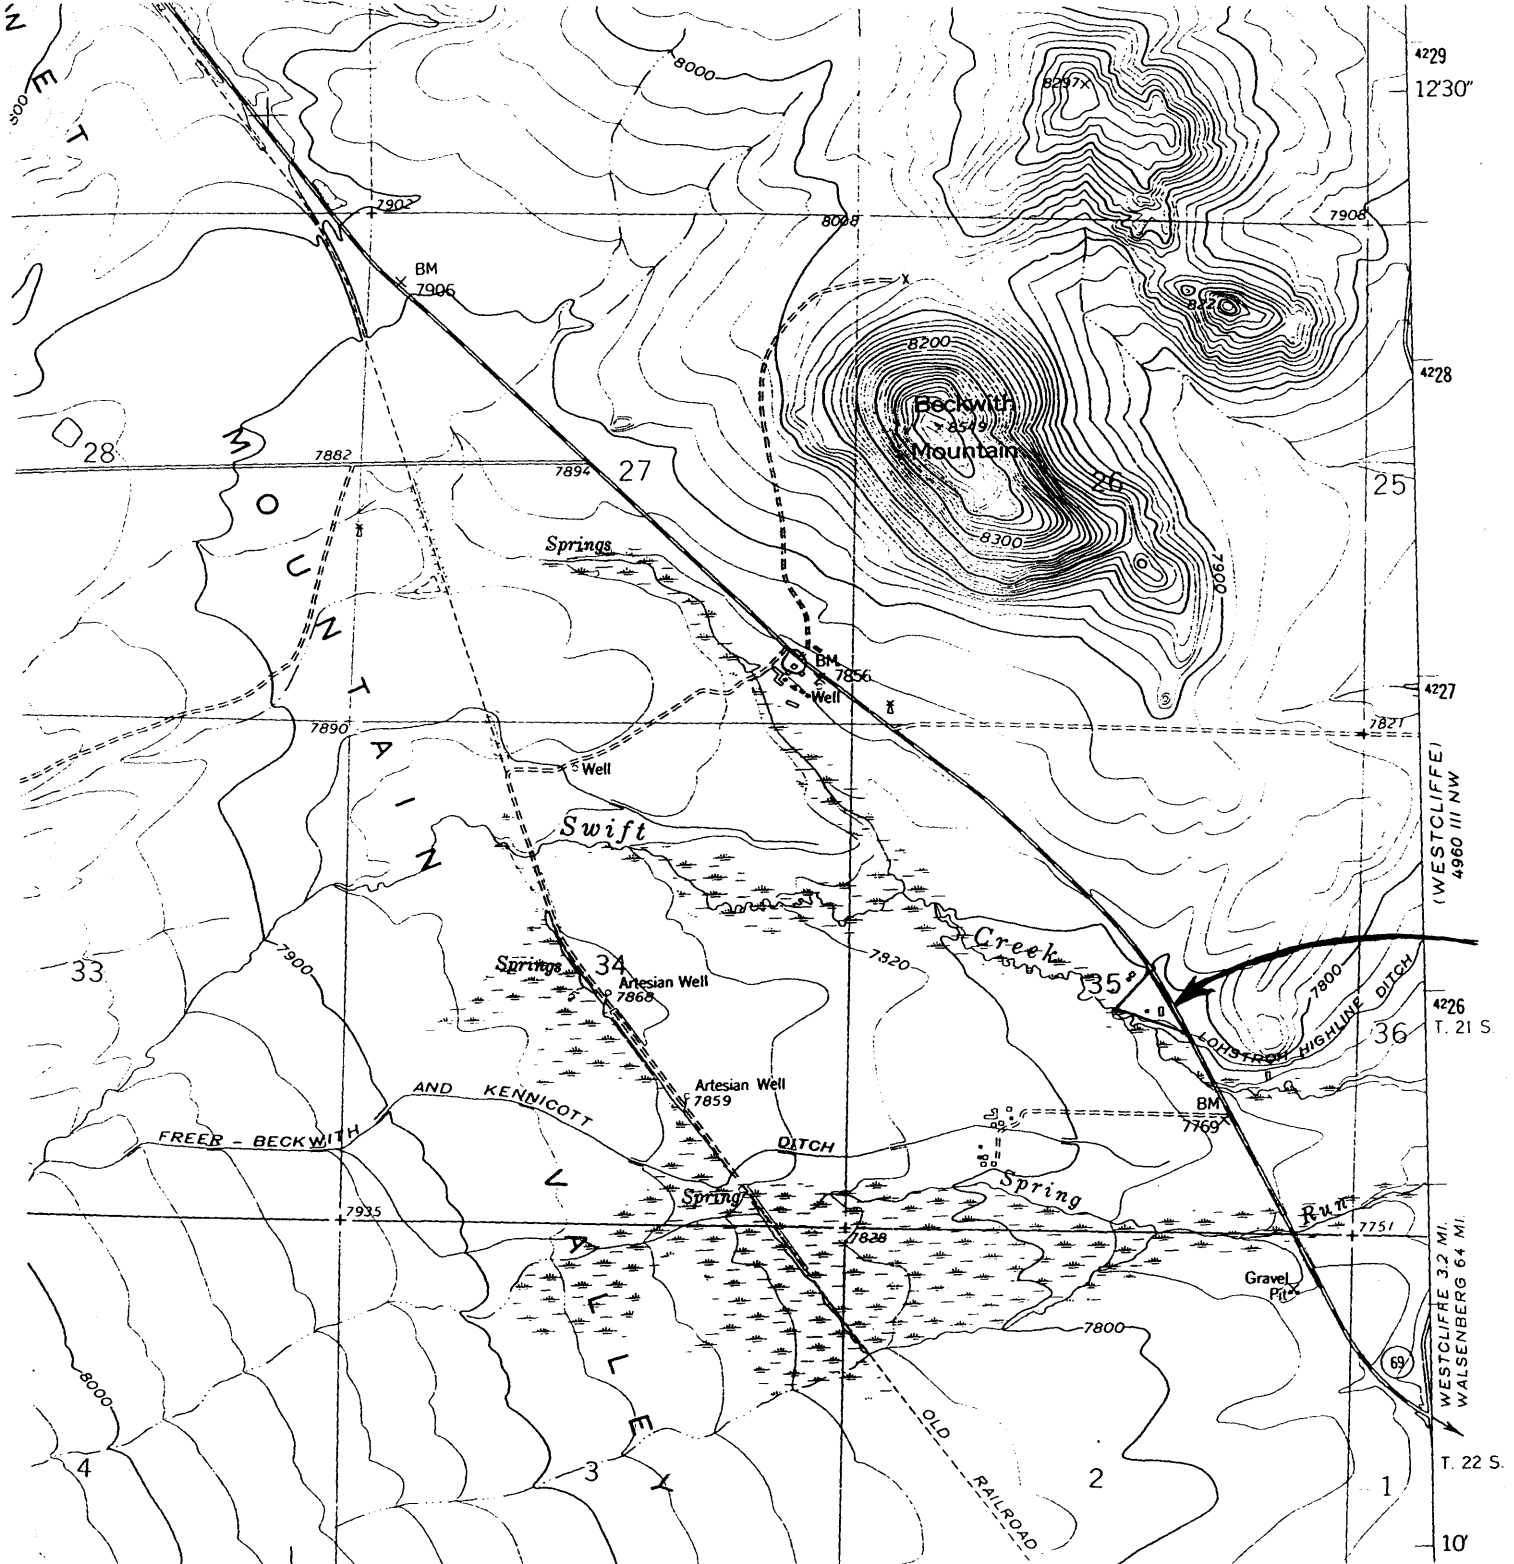 N
E
T
800
8000
8297
4229
12'30"
7902
8008
7908
BM
7906
822
8200
4228
Beckwith
8549
Mountain
28
M
7882
7894
27
26
25
O
Springs
8300
7900
U
N
BM
7856
Well
4227
T
7890
7821
A
Well
I
Swift
(WESTCLIFFE)
4960 III NW
N
Creek
7820
7900
33
Springs
34
Artesian Well
7868
35
7800
LOHSTROH HIGHLINE DITCH
4226
T. 21 S.
36
Artesian Well
7859
AND KENNICOTT
BM
7769
FREER - BECKWITH
DITCH
V
Spring
Spring
Run
7935
7828
7751
A
Gravel
Pit
L
7800
L
69
WESTCLIFFE 3.2 MI.
WALSENBERG 64 MI.
8000
E
OLD
RAILROAD
T. 22 S.
4
3
Y
2
1
10'